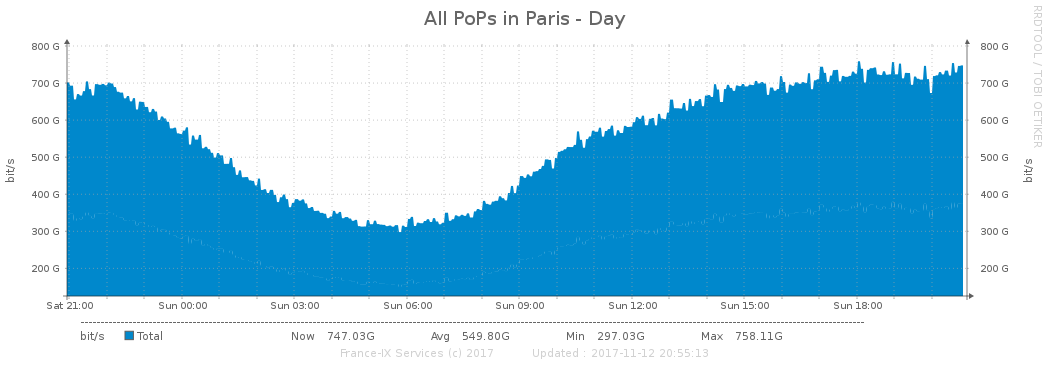 All PoPs in Paris - Day
RRDTOOL / TOBI OETIKER
bit/s
bit/s
800 G 800 G
700 G 700 G
600 G 600 G
500 G 500 G
400 G 400 G
300 G 300 G
200 G 200 G
Sat 21:00 Sun 00:00 Sun 03:00 Sun 06:00 Sun 09:00 Sun 12:00 Sun 15:00 Sun 18:00
bit/s Total Now 747.03G Avg 549.80G Min 297.03G Max 758.11G
France-IX Services (c) 2017 Updated : 2017-11-12 20:55:13